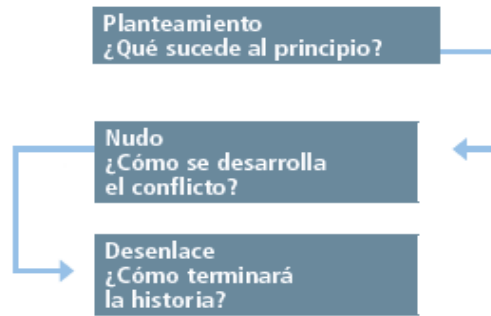 Planteamiento
¿Qué sucede al principio?
Nudo
¿Cómo se desarrolla
el conflicto?
Desenlace
¿Cómo terminará
la historia?